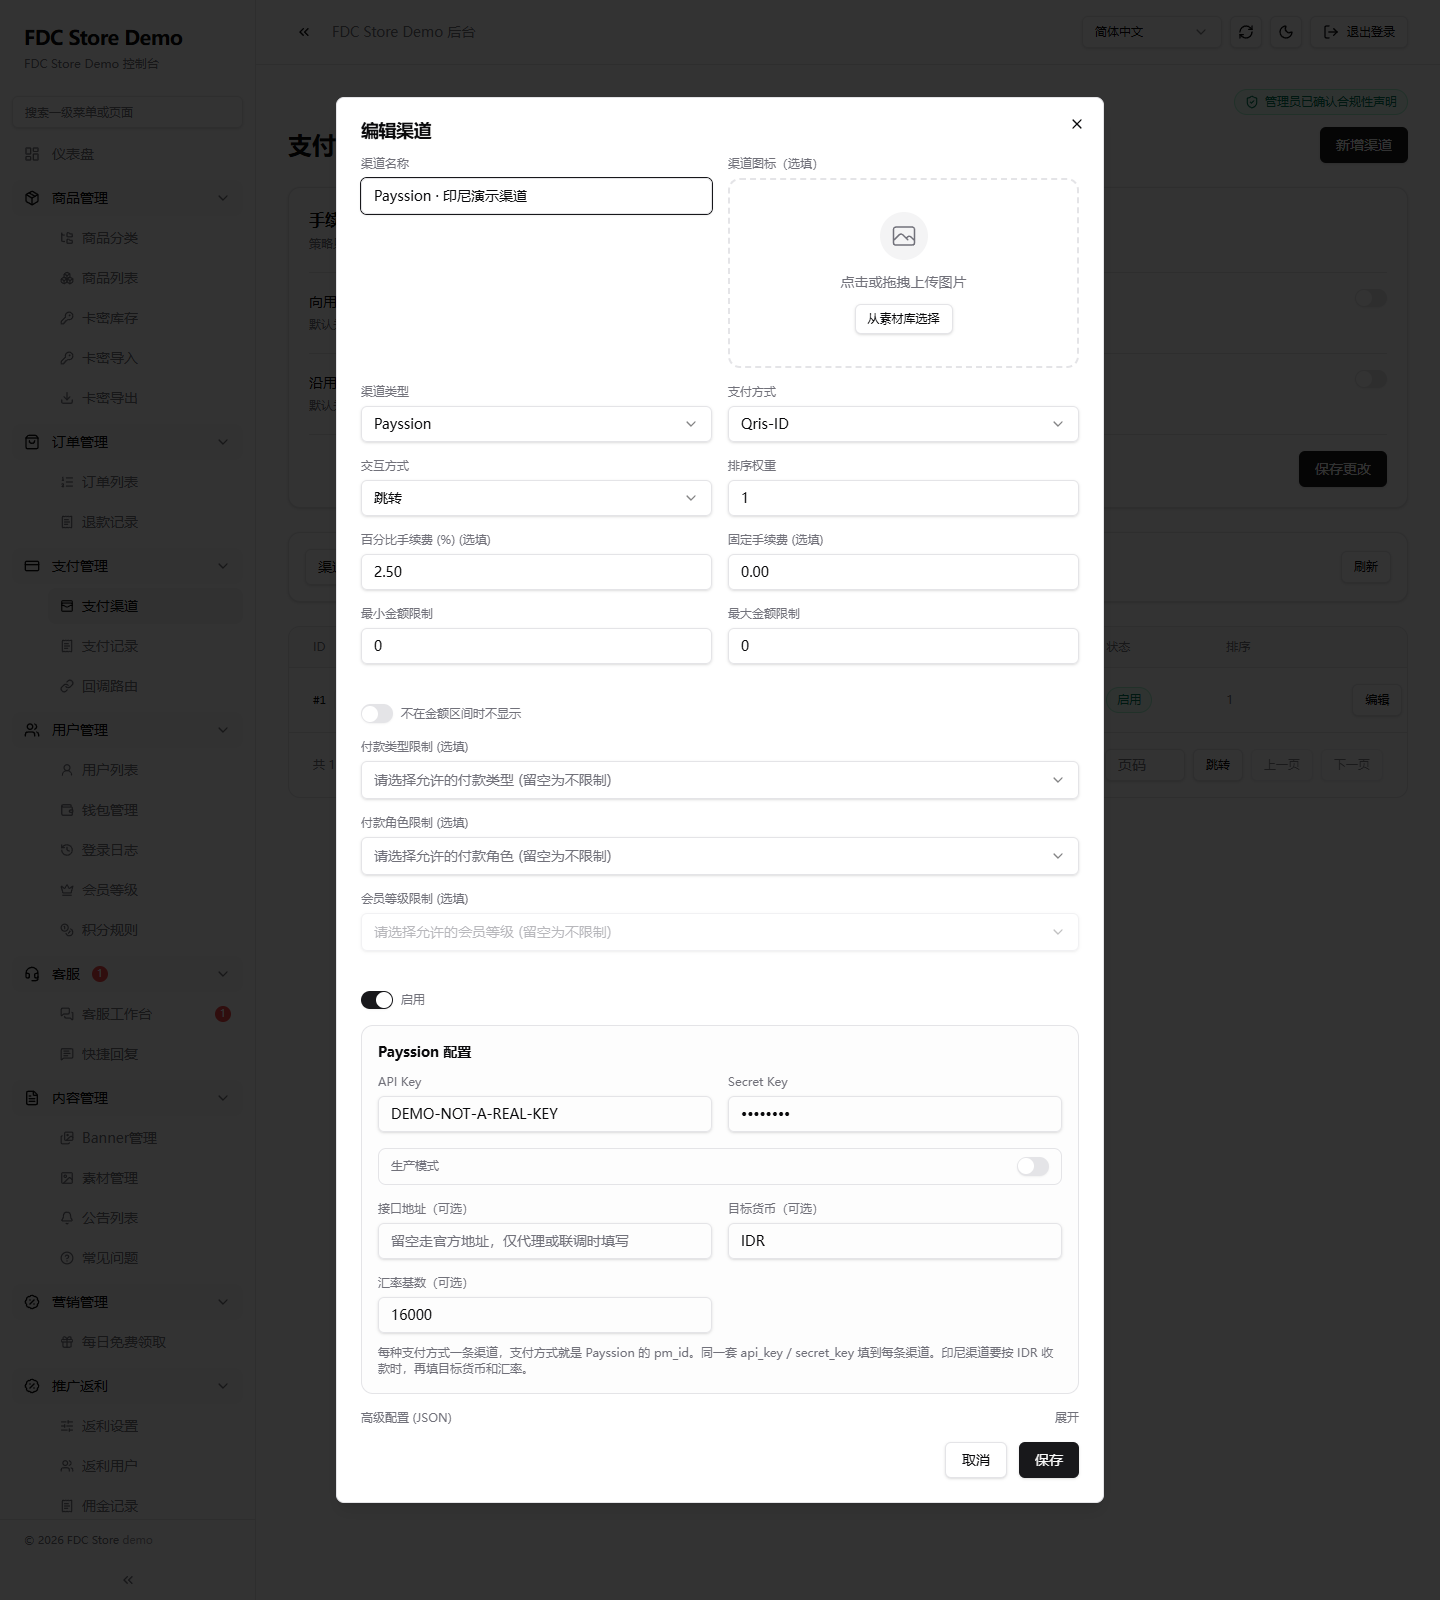 FDC Store Demo
FDC Store Demo 控制台
搜索一级菜单或页面
仪表盘
商品管理
商品分类
商品列表
卡密库存
卡密导入
卡密导出
订单管理
订单列表
退款记录
支付管理
支付渠道
支付记录
回调路由
用户管理
用户列表
钱包管理
登录日志
会员等级
积分规则
客服 1
客服工作台 1
快捷回复
内容管理
Banner管理
素材管理
公告列表
常见问题
营销管理
每日免费领取
推广返利
返利设置
返利用户
佣金记录
© 2026 FDC Store demo
FDC Store Demo 后台
简体中文
退出登录
管理员已确认合规性声明
支付
新增渠道
手续
策略
向用
默认
沿用
默认
保存更改
渠
刷新
ID
状态
排序
#1
启用
1
编辑
共 1
页码
跳转
上一页
下一页
编辑渠道
渠道名称
Payssion · 印尼演示渠道
渠道图标（选填）
点击或拖拽上传图片
从素材库选择
渠道类型
Payssion
支付方式
Qris-ID
交互方式
跳转
排序权重
1
百分比手续费 (%) (选填)
2.50
固定手续费 (选填)
0.00
最小金额限制
0
最大金额限制
0
不在金额区间时不显示
付款类型限制 (选填)
请选择允许的付款类型 (留空为不限制)
付款角色限制 (选填)
请选择允许的付款角色 (留空为不限制)
会员等级限制 (选填)
请选择允许的会员等级 (留空为不限制)
启用
Payssion 配置
API Key
DEMO-NOT-A-REAL-KEY
Secret Key
••••••••
生产模式
接口地址（可选）
留空走官方地址，仅代理或联调时填写
目标货币（可选）
IDR
汇率基数（可选）
16000
每种支付方式一条渠道，支付方式就是 Payssion 的 pm_id。同一套 api_key / secret_key 填到每条渠道。印尼渠道要按 IDR 收
款时，再填目标货币和汇率。
高级配置 (JSON)
展开
取消
保存